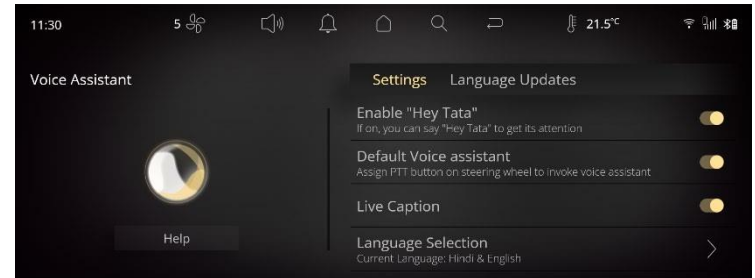 11:30
5
21.5°C
Voice Assistant
Settings
Language Updates
Enable "Hey Tata"
If on, you can say "Hey Tata" to get its attention
Default Voice assistant
Assign PTT button on steering wheel to invoke voice assistant
Live Caption
Help
Language Selection
Current Language: Hindi & English